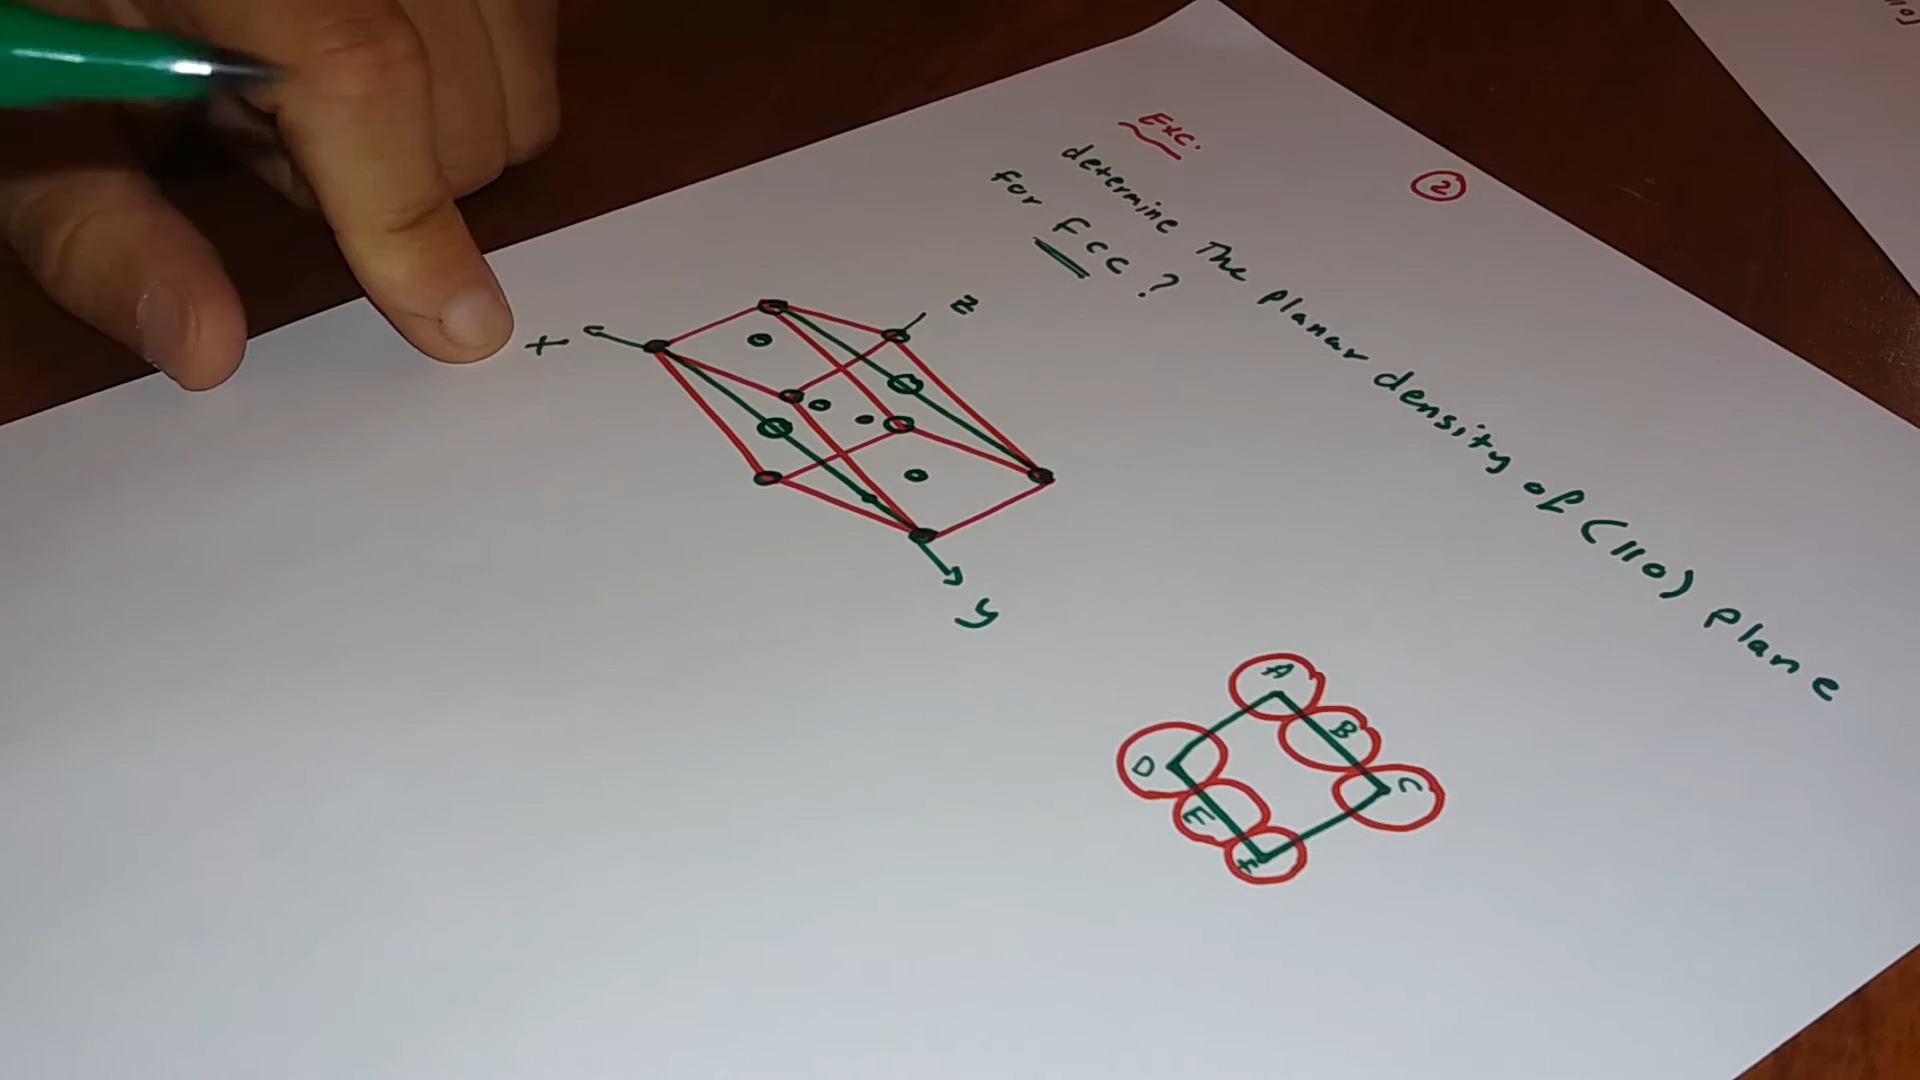 ②
Exc.
determine The planar density of (110) plane
for Fcc ?
z
x
y
A
B
D
C
E
F